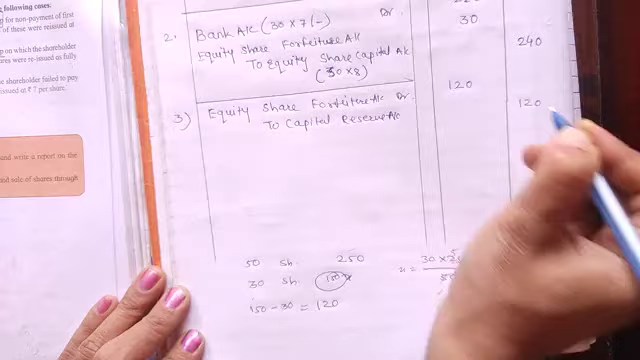 following cases:
for non-payment of first
of these were reissued at
on which the shareholder
ares were re-issued as fully
shareholder failed to pay
issued at ₹ 7 per share.
and write a report on the
and sale of shares through
2. Bank A/c (30 x 7/-) Dr.
Equity Share Forfeiture A/c 30
To Equity Share Capital A/c 240
(30 x 8)
3) Equity Share Forfeiture A/c Dr. 120
To Capital Reserve A/c 120
50 Sh. 250
30 Sh. 150
150 - 30 = 120
30 x